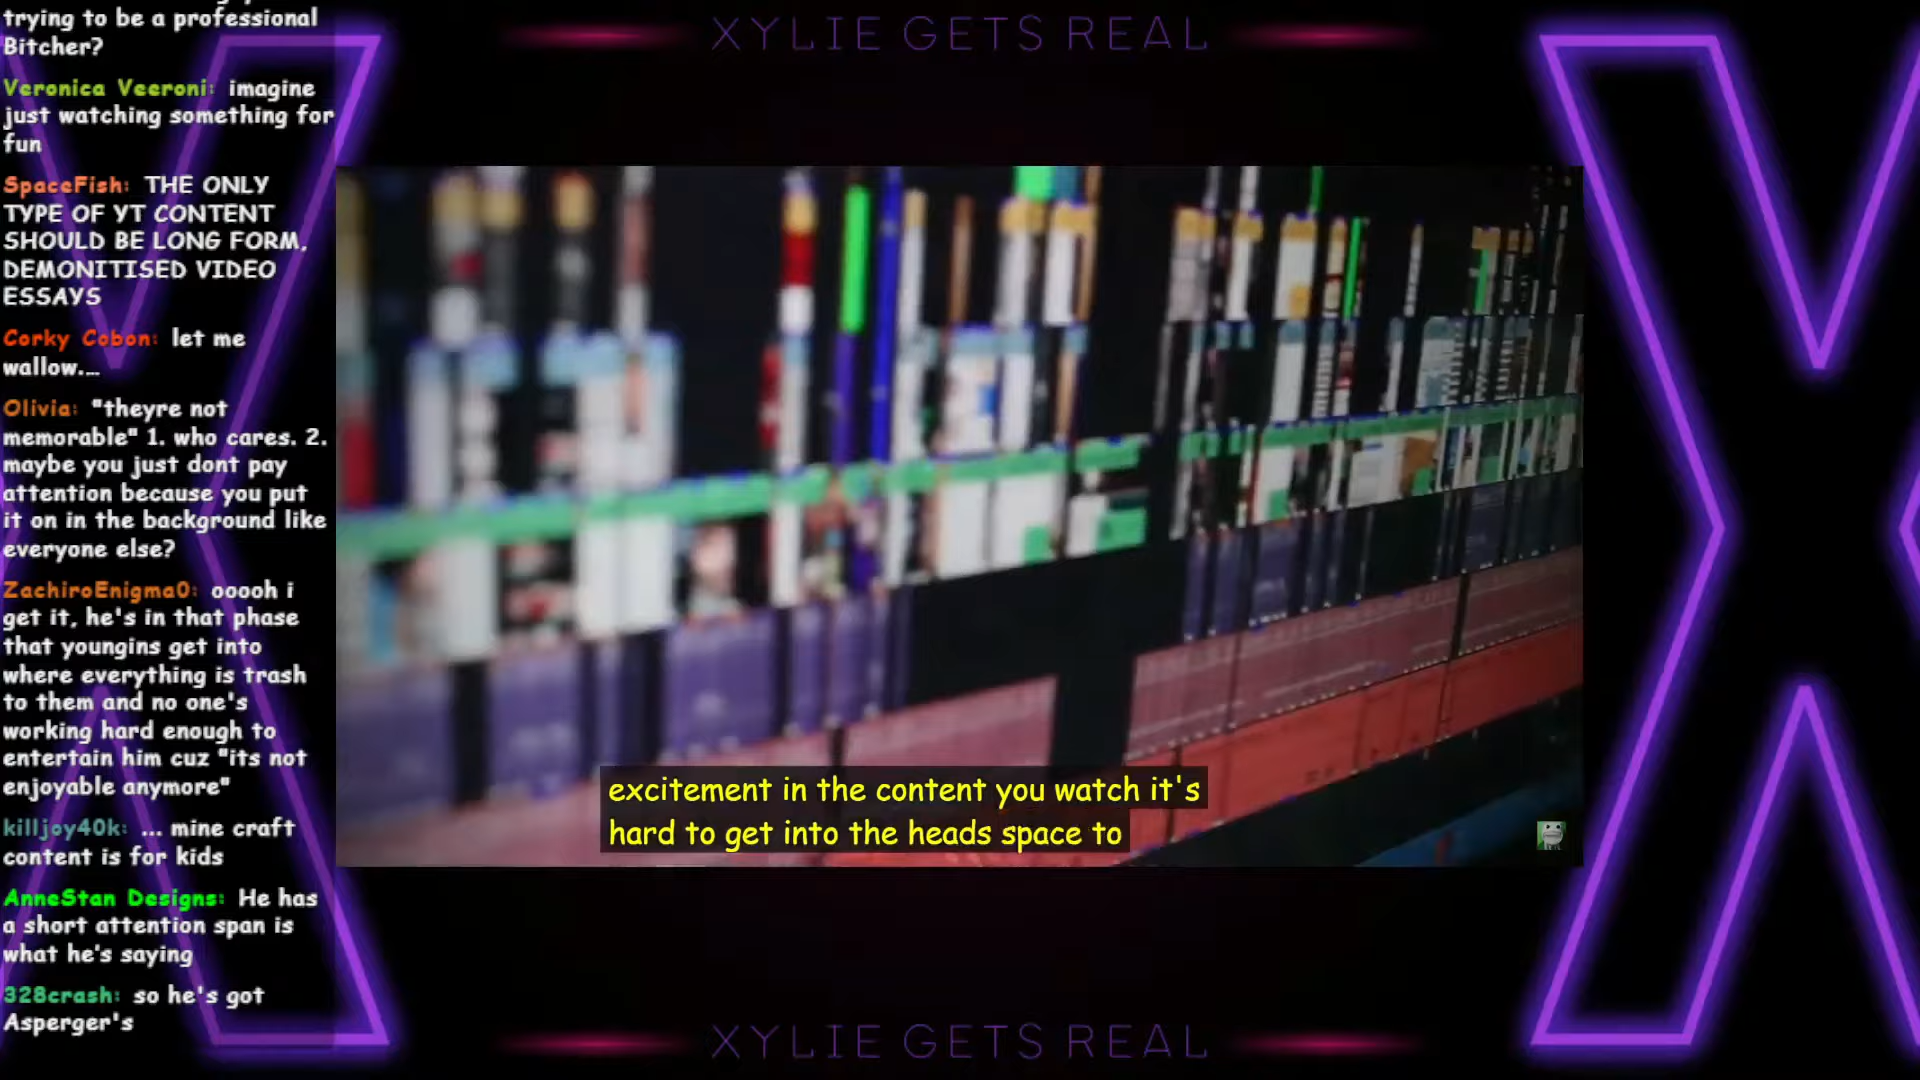 XYLIE GETS REAL
trying to be a professional
Bitcher?
Veronica Veeroni: imagine
just watching something for
fun
SpaceFish: THE ONLY
TYPE OF YT CONTENT
SHOULD BE LONG FORM,
DEMONITISED VIDEO
ESSAYS
Corky Cobon: let me
wallow...
Olivia: "theyre not
memorable" 1. who cares. 2.
maybe you just dont pay
attention because you put
it on in the background like
everyone else?
ZachiroEnigma0: ooooh i
get it, he's in that phase
that youngins get into
where everything is trash
to them and no one's
working hard enough to
entertain him cuz "its not
enjoyable anymore"
killjoy40k: ... mine craft
content is for kids
AnneStan Designs: He has
a short attention span is
what he's saying
328crash: so he's got
Asperger's
excitement in the content you watch it's
hard to get into the heads space to
XYLIE GETS REAL